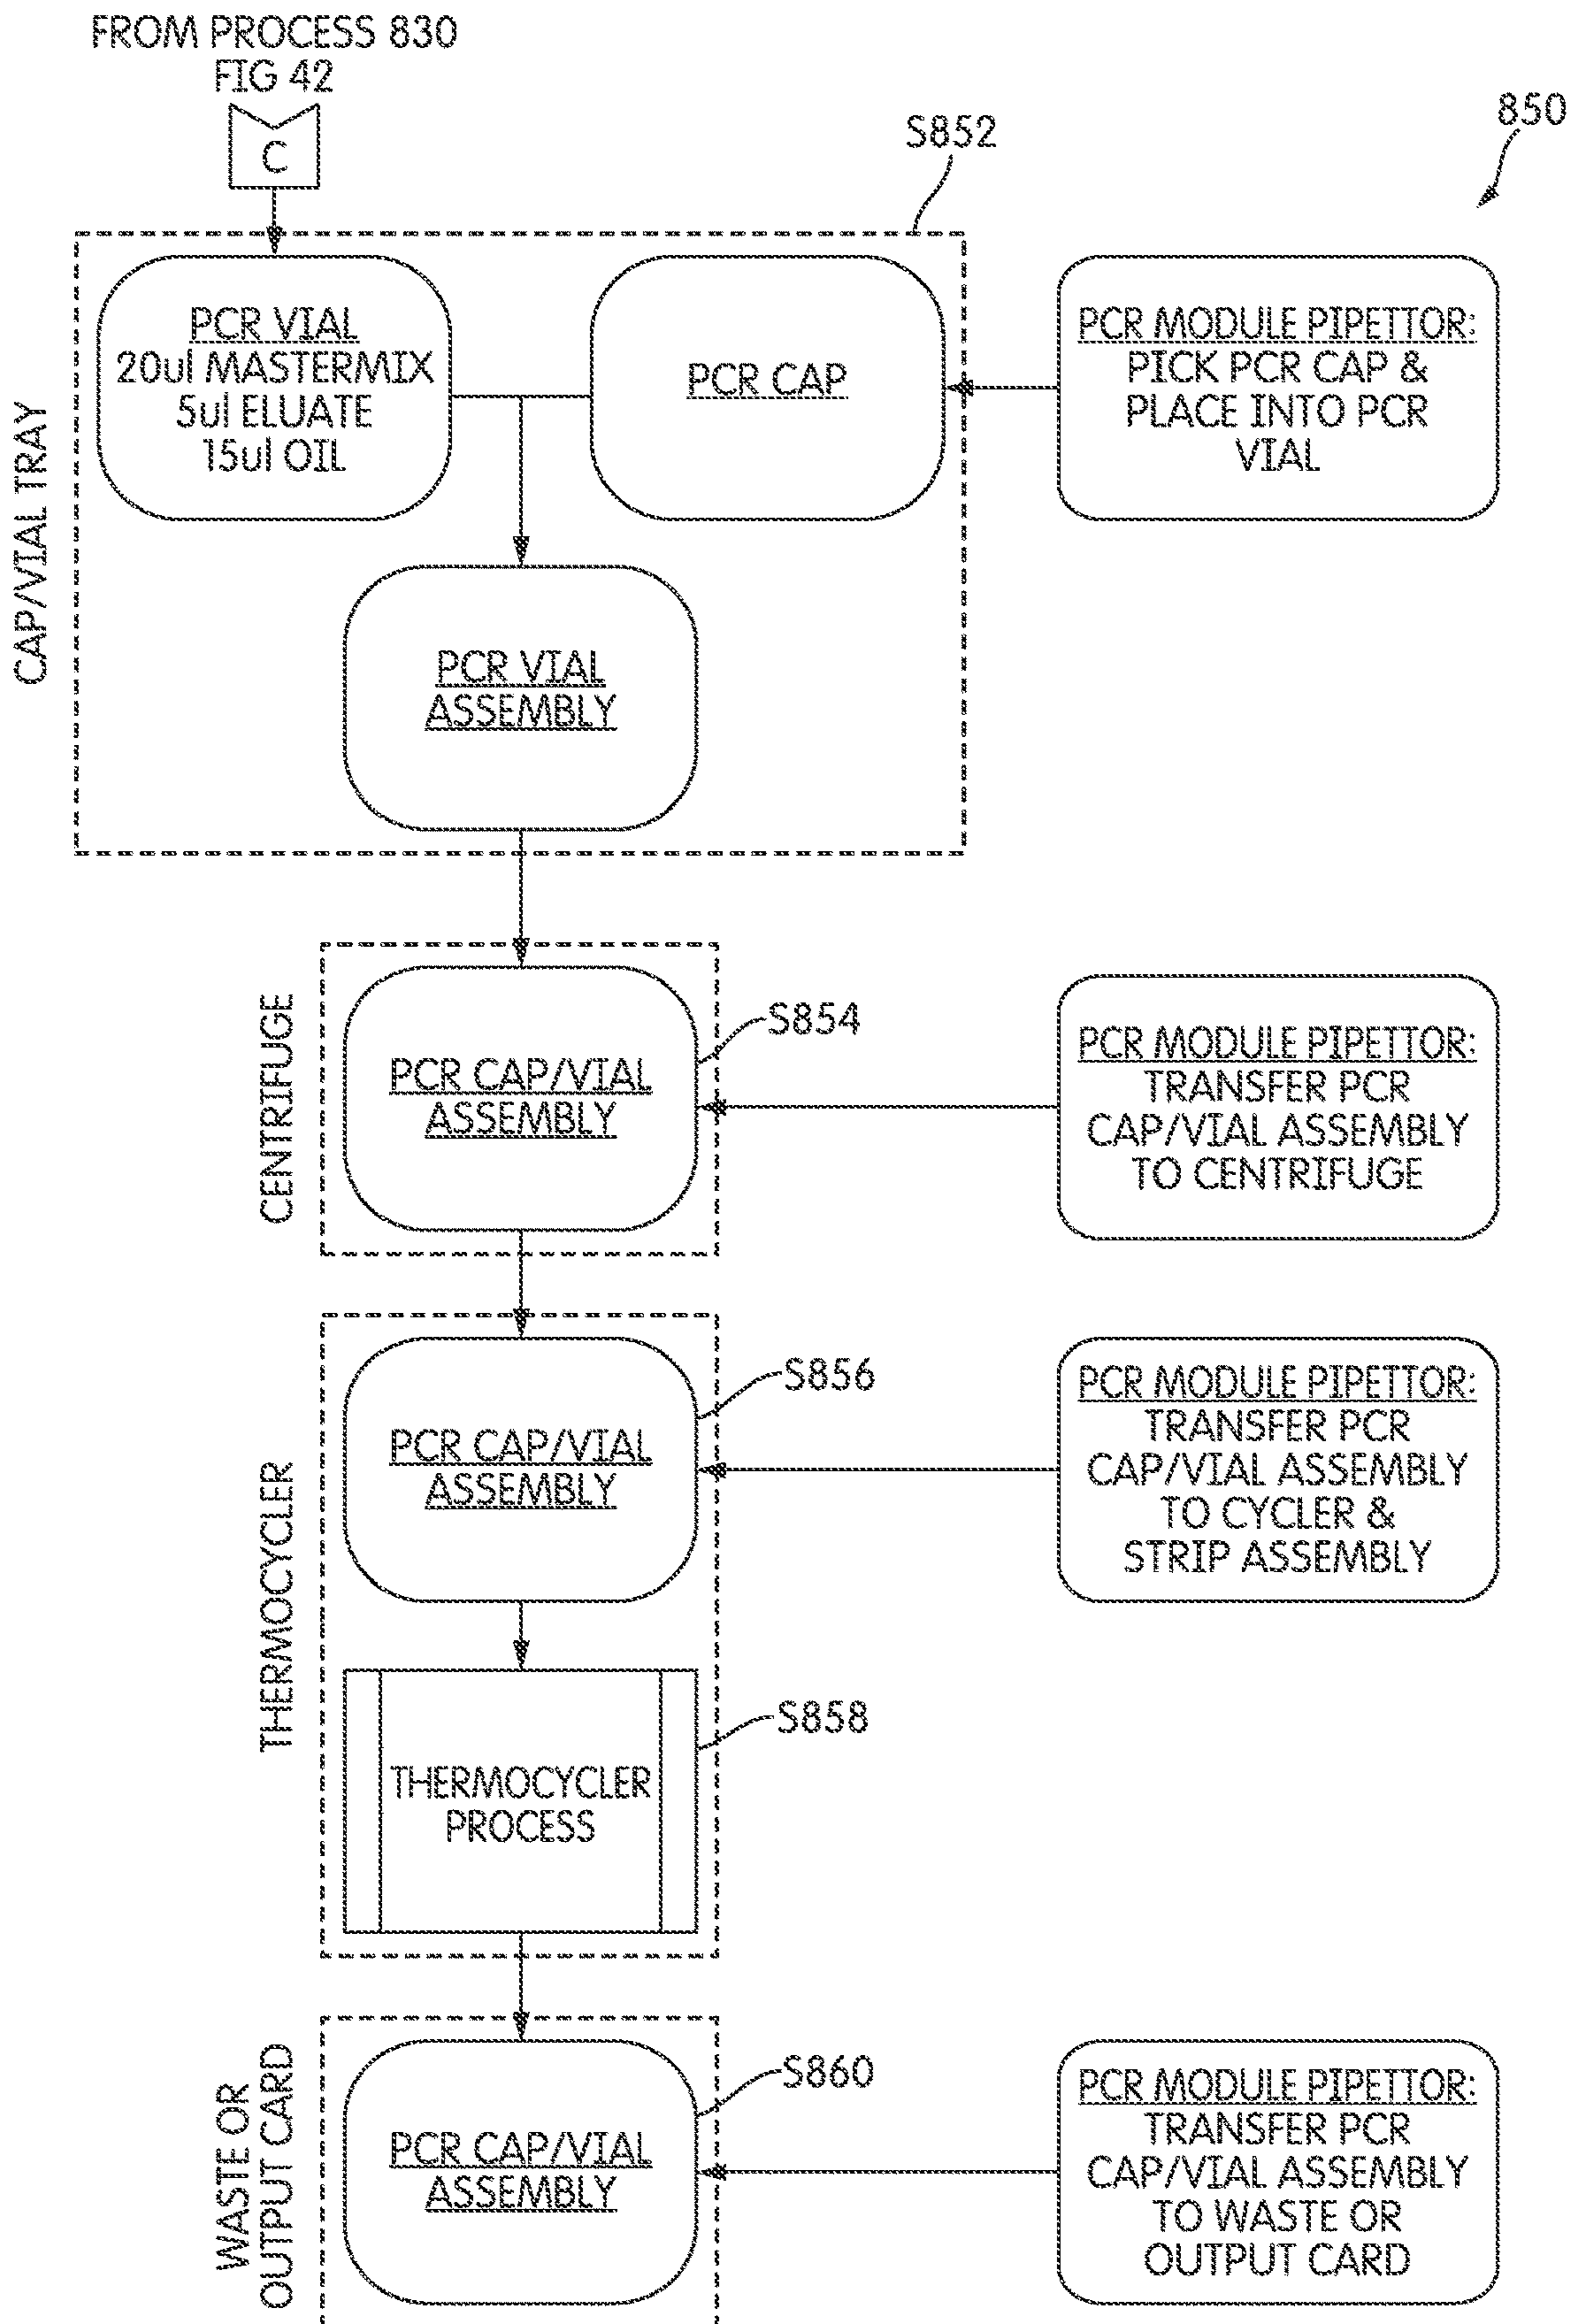 FROM PROCESS 830
FIG 42
C
850
S852
CAP/VIAL TRAY
PCR VIAL
20ul MASTERMIX
5ul ELUATE
15ul OIL
PCR CAP
PCR MODULE PIPETTOR:
PICK PCR CAP &
PLACE INTO PCR
VIAL
PCR VIAL
ASSEMBLY
CENTRIFUGE
PCR CAP/VIAL
ASSEMBLY
S854
PCR MODULE PIPETTOR:
TRANSFER PCR
CAP/VIAL ASSEMBLY
TO CENTRIFUGE
THERMOCYCLER
PCR CAP/VIAL
ASSEMBLY
S856
PCR MODULE PIPETTOR:
TRANSFER PCR
CAP/VIAL ASSEMBLY
TO CYCLER &
STRIP ASSEMBLY
THERMOCYCLER
PROCESS
S858
WASTE OR
OUTPUT CARD
PCR CAP/VIAL
ASSEMBLY
S860
PCR MODULE PIPETTOR:
TRANSFER PCR
CAP/VIAL ASSEMBLY
TO WASTE OR
OUTPUT CARD